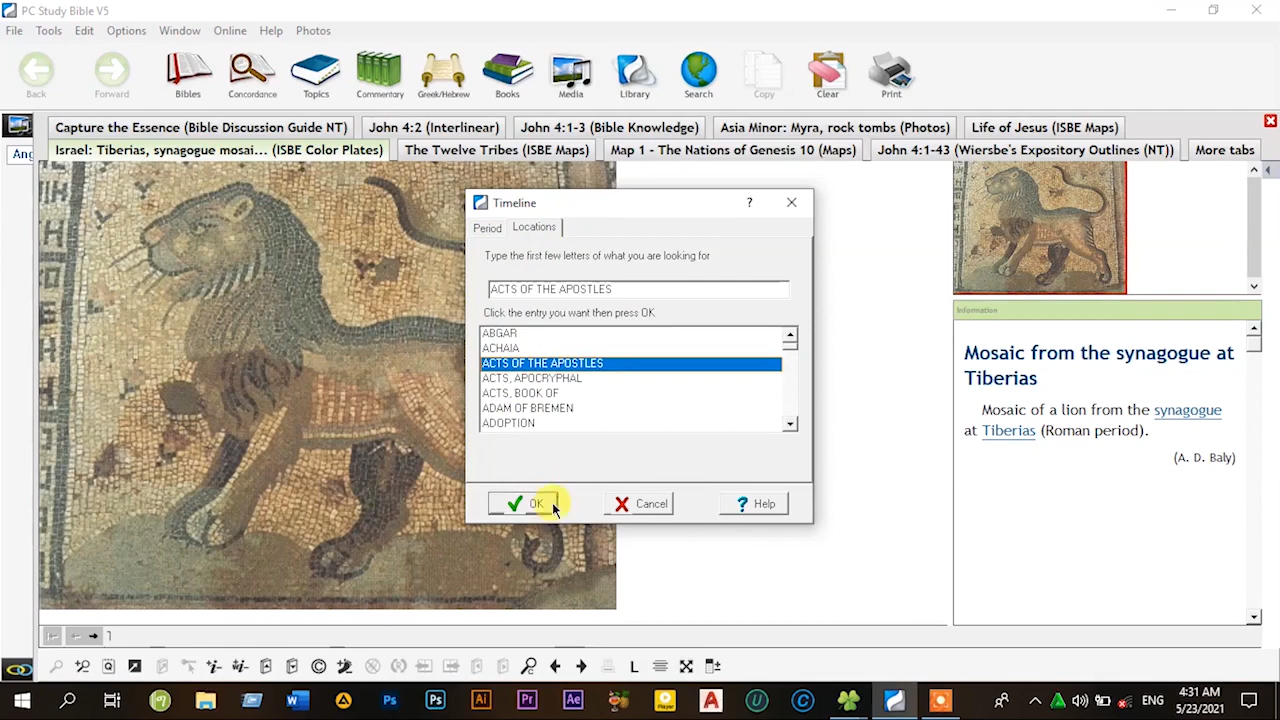 PC Study Bible V5
File Tools Edit Options Window Online Help Photos
Back Forward Bibles Concordance Topics Commentary Greek/Hebrew Books Media Library Search Copy Clear Print
Capture the Essence (Bible Discussion Guide NT) John 4:2 (Interlinear) John 4:1-3 (Bible Knowledge) Asia Minor: Myra, rock tombs (Photos) Life of Jesus (ISBE Maps)
Israel: Tiberias, synagogue mosai... (ISBE Color Plates) The Twelve Tribes (ISBE Maps) Map 1 - The Nations of Genesis 10 (Maps) John 4:1-43 (Wiersbe's Expository Outlines (NT)) More tabs
Ang
Timeline
?
Period Locations
Type the first few letters of what you are looking for
ACTS OF THE APOSTLES
Click the entry you want then press OK
ABGAR
ACHAIA
ACTS OF THE APOSTLES
ACTS, APOCRYPHAL
ACTS, BOOK OF
ADAM OF BREMEN
ADOPTION
OK Cancel ? Help
Information
Mosaic from the synagogue at
Tiberias
Mosaic of a lion from the synagogue
at Tiberias (Roman period).
(A. D. Baly)
1
L
W Ps Ps Ai Pr Ae Player A U C
ENG
4:31 AM
5/23/2021